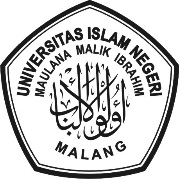 UNIVERSITAS ISLAM NEGERI
MAULANA MALIK IBRAHIM
أولو الألباب
MALANG